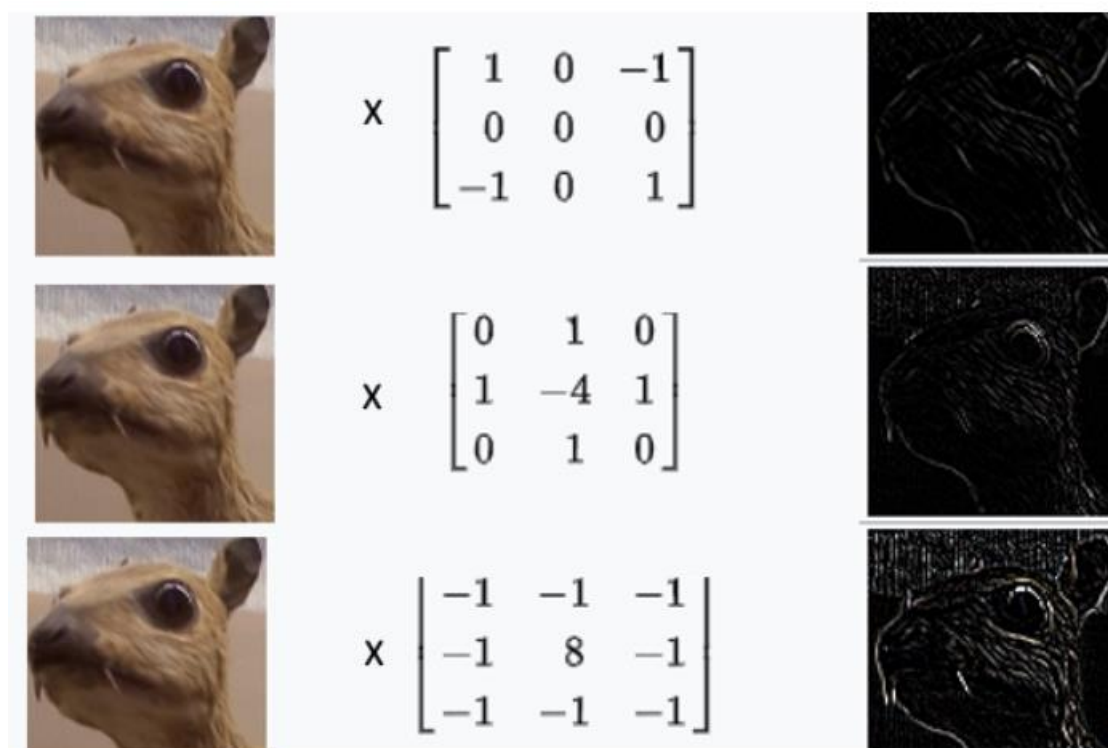 1 0 −1
x 0 0 0
−1 0 1
0 1 0
x 1 −4 1
0 1 0
−1 −1 −1
x −1 8 −1
−1 −1 −1